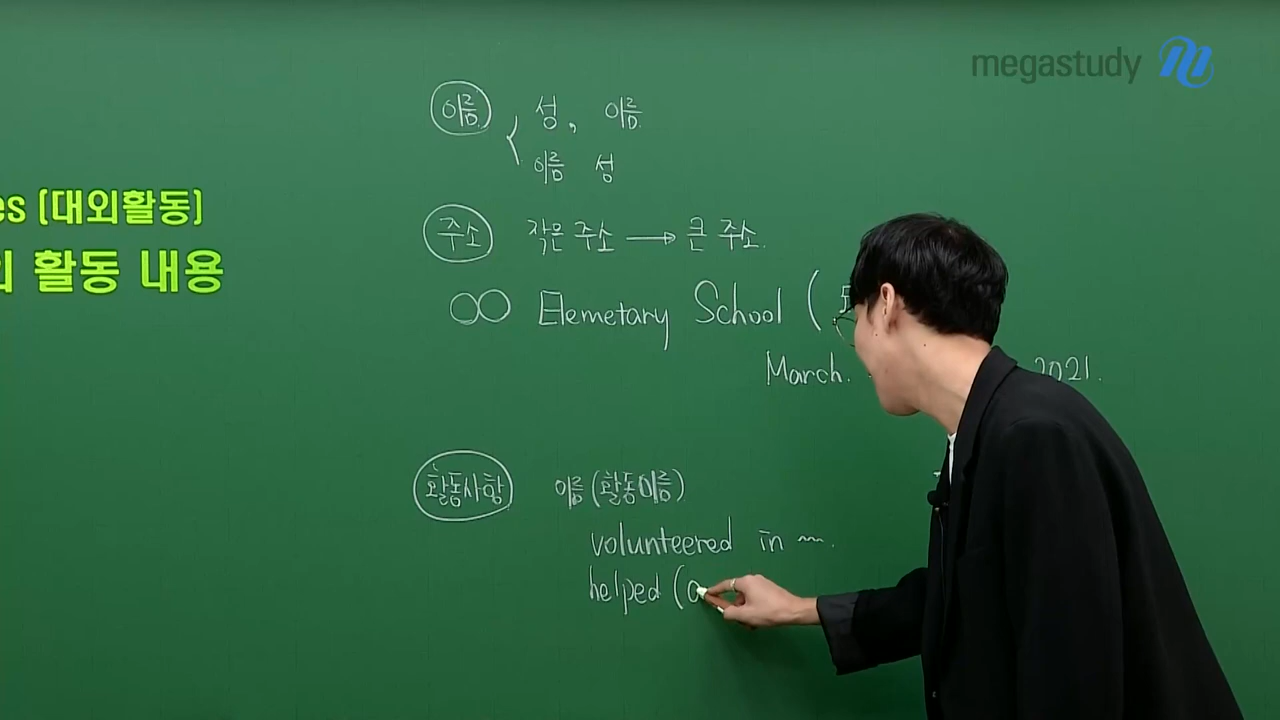 megastudy
es (대외활동)
활동 내용
이름 성, 이름
이름 성
주소 작은 주소 → 큰 주소.
○○ Elemetary School (
March. 2021.
활동사항 이름 (활동이름)
volunteered in ~.
helped (